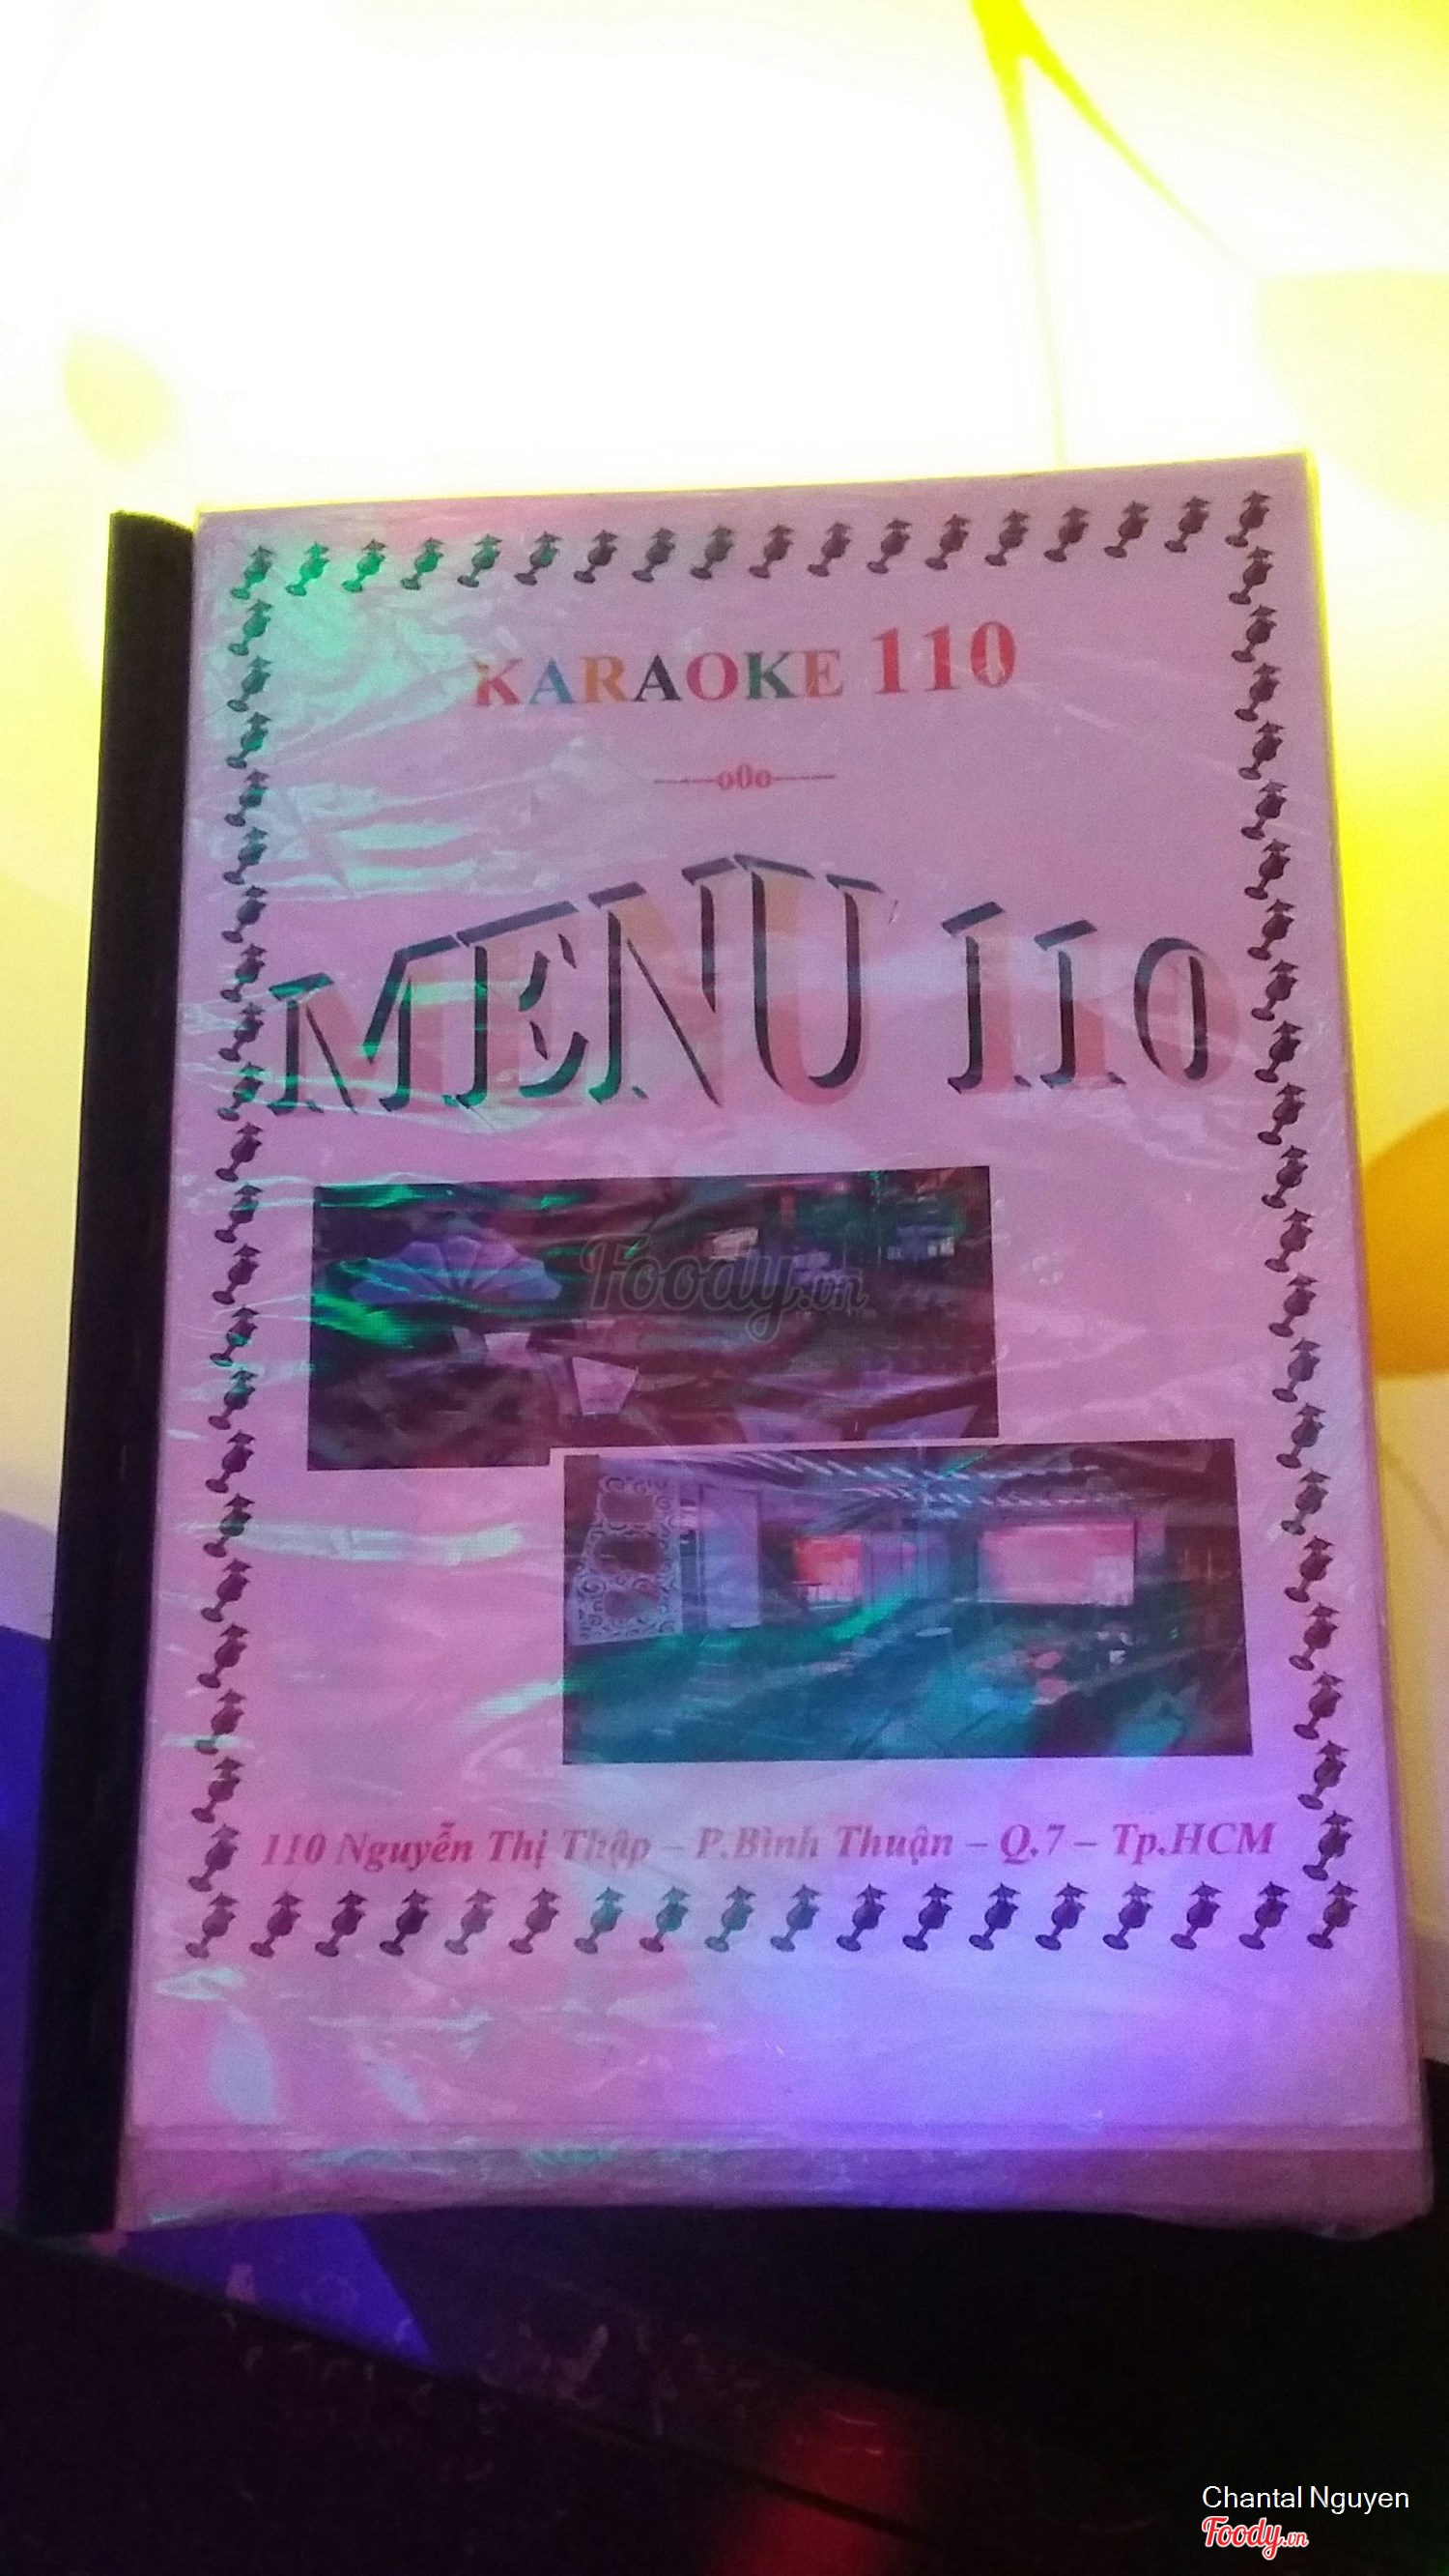 KARAOKE 110
-----o0o-----
MENU 110
Foody.vn
110 Nguyễn Thị Thập – P.Bình Thuận – Q.7 – Tp.HCM
Chantal Nguyen
Foody.vn